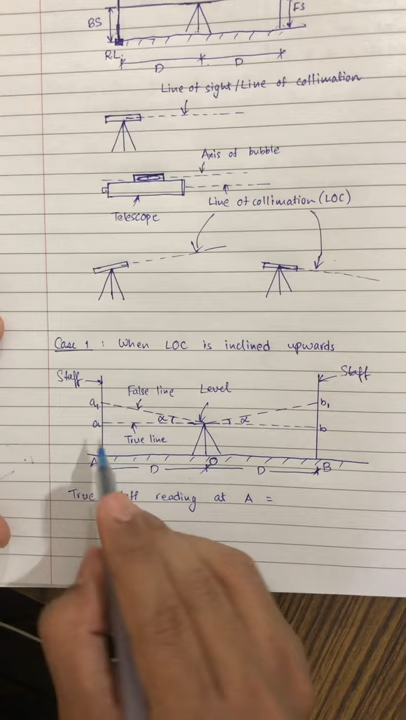 BS
FS
RL
D D
Line of sight/Line of collimation
Axis of bubble
Line of collimation (LOC)
Telescope
Case 1 : When LOC is inclined upwards
Staff
Staff
False line
Level
a₁
α
α
b₁
a
True line
b
A
D
O
D
B
True staff reading at A =